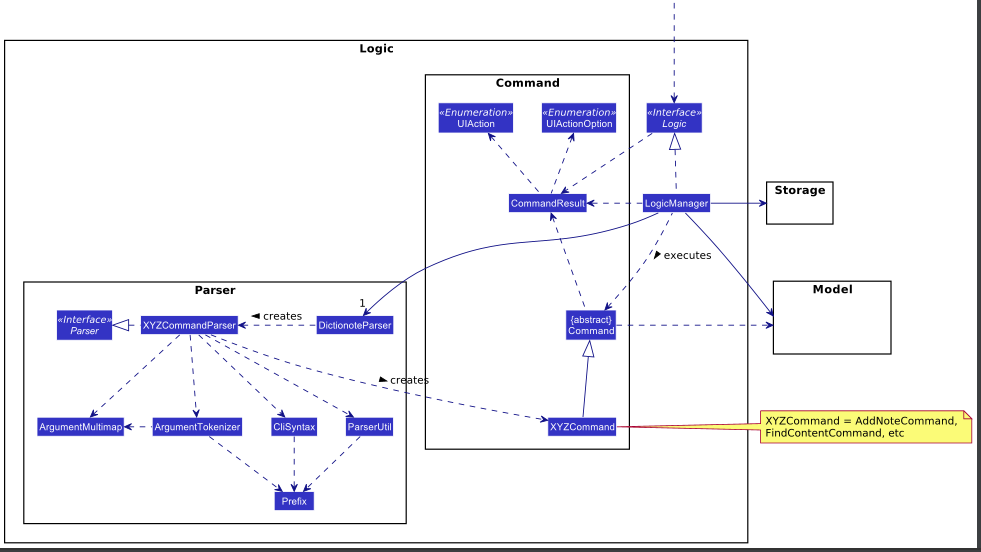 Logic
Command
«Enumeration»
UIAction
«Enumeration»
UIActionOption
«Interface»
Logic
CommandResult
LogicManager
Storage
executes
Model
Parser
1
«Interface»
Parser
XYZCommandParser
creates
DictionoteParser
{abstract}
Command
creates
ArgumentMultimap
ArgumentTokenizer
CliSyntax
ParserUtil
XYZCommand
XYZCommand = AddNoteCommand,
FindContentCommand, etc
Prefix